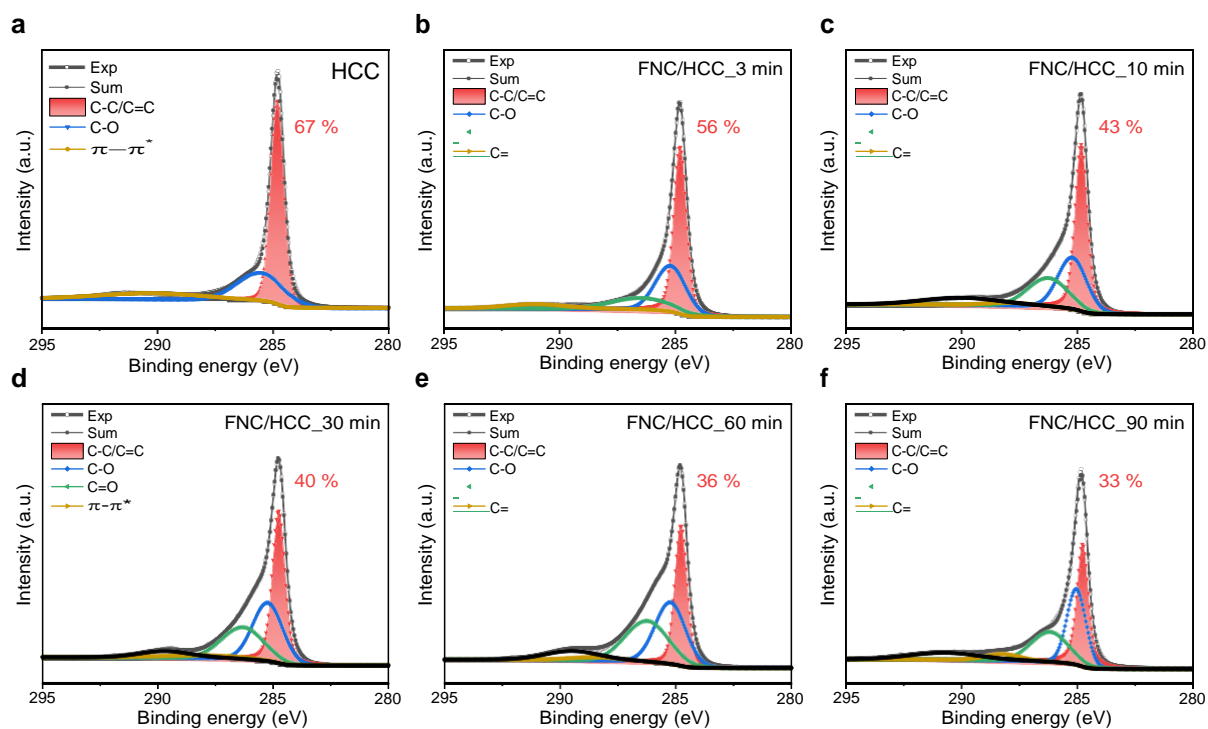 a
HCC
Exp
Sum
C-C/C=C
C-O
π—π*
67 %
Intensity (a.u.)
295 290 285 280
Binding energy (eV)
b
FNC/HCC_3 min
Exp
Sum
C-C/C=C
C-O
C=
56 %
Intensity (a.u.)
295 290 285 280
Binding energy (eV)
c
FNC/HCC_10 min
Exp
Sum
C-C/C=C
C-O
C=
43 %
Intensity (a.u.)
295 290 285 280
Binding energy (eV)
d
FNC/HCC_30 min
Exp
Sum
C-C/C=C
C-O
C=O
π-π*
40 %
Intensity (a.u.)
295 290 285 280
Binding energy (eV)
e
FNC/HCC_60 min
Exp
Sum
C-C/C=C
C-O
C=
36 %
Intensity (a.u.)
295 290 285 280
Binding energy (eV)
f
FNC/HCC_90 min
Exp
Sum
C-C/C=C
C-O
C=
33 %
Intensity (a.u.)
295 290 285 280
Binding energy (eV)